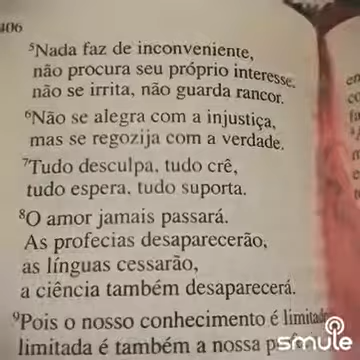 406
⁵Nada faz de inconveniente,
não procura seu próprio interesse,
não se irrita, não guarda rancor.
⁶Não se alegra com a injustiça,
mas se regozija com a verdade.
⁷Tudo desculpa, tudo crê,
tudo espera, tudo suporta.
⁸O amor jamais passará.
As profecias desaparecerão,
as línguas cessarão,
a ciência também desaparecerá.
⁹Pois o nosso conhecimento é limitado
limitada é também a nossa
smule